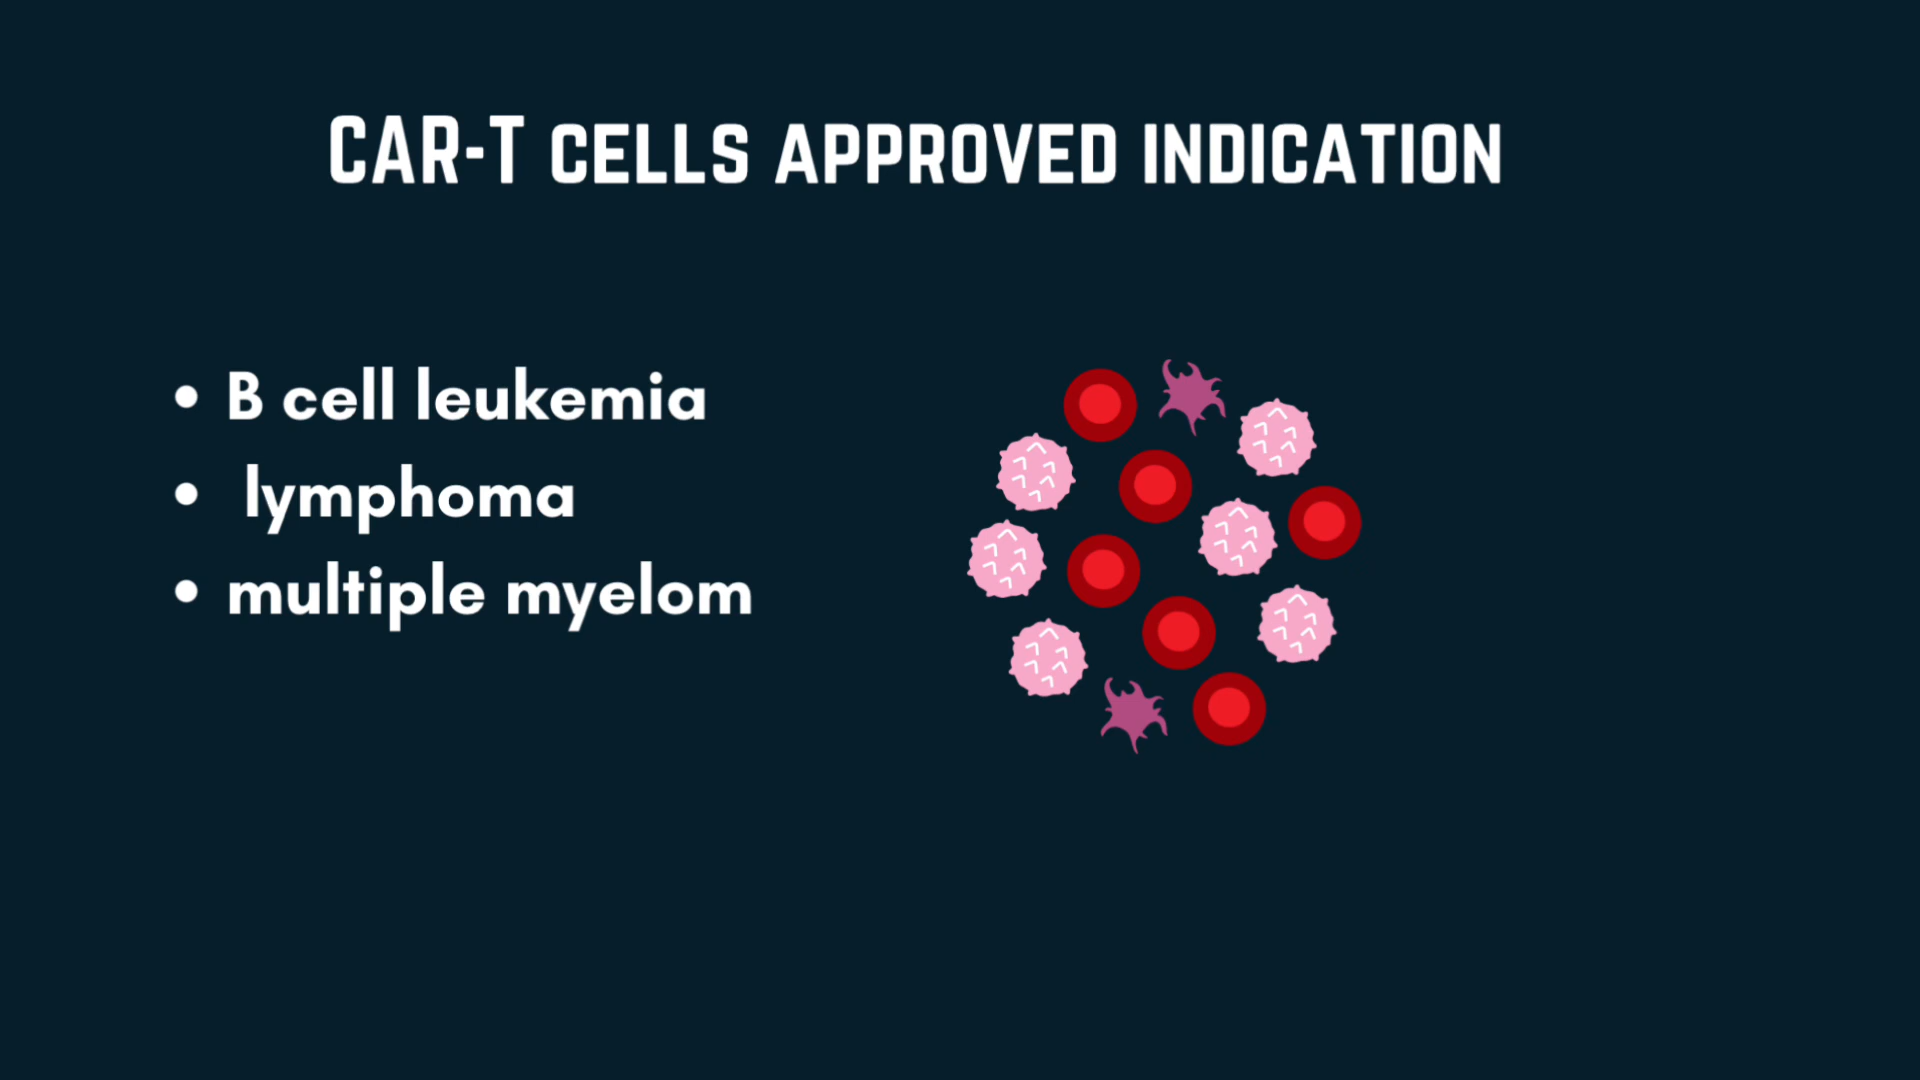 CAR-T CELLS APPROVED INDICATION
• B cell leukemia
• lymphoma
• multiple myelom